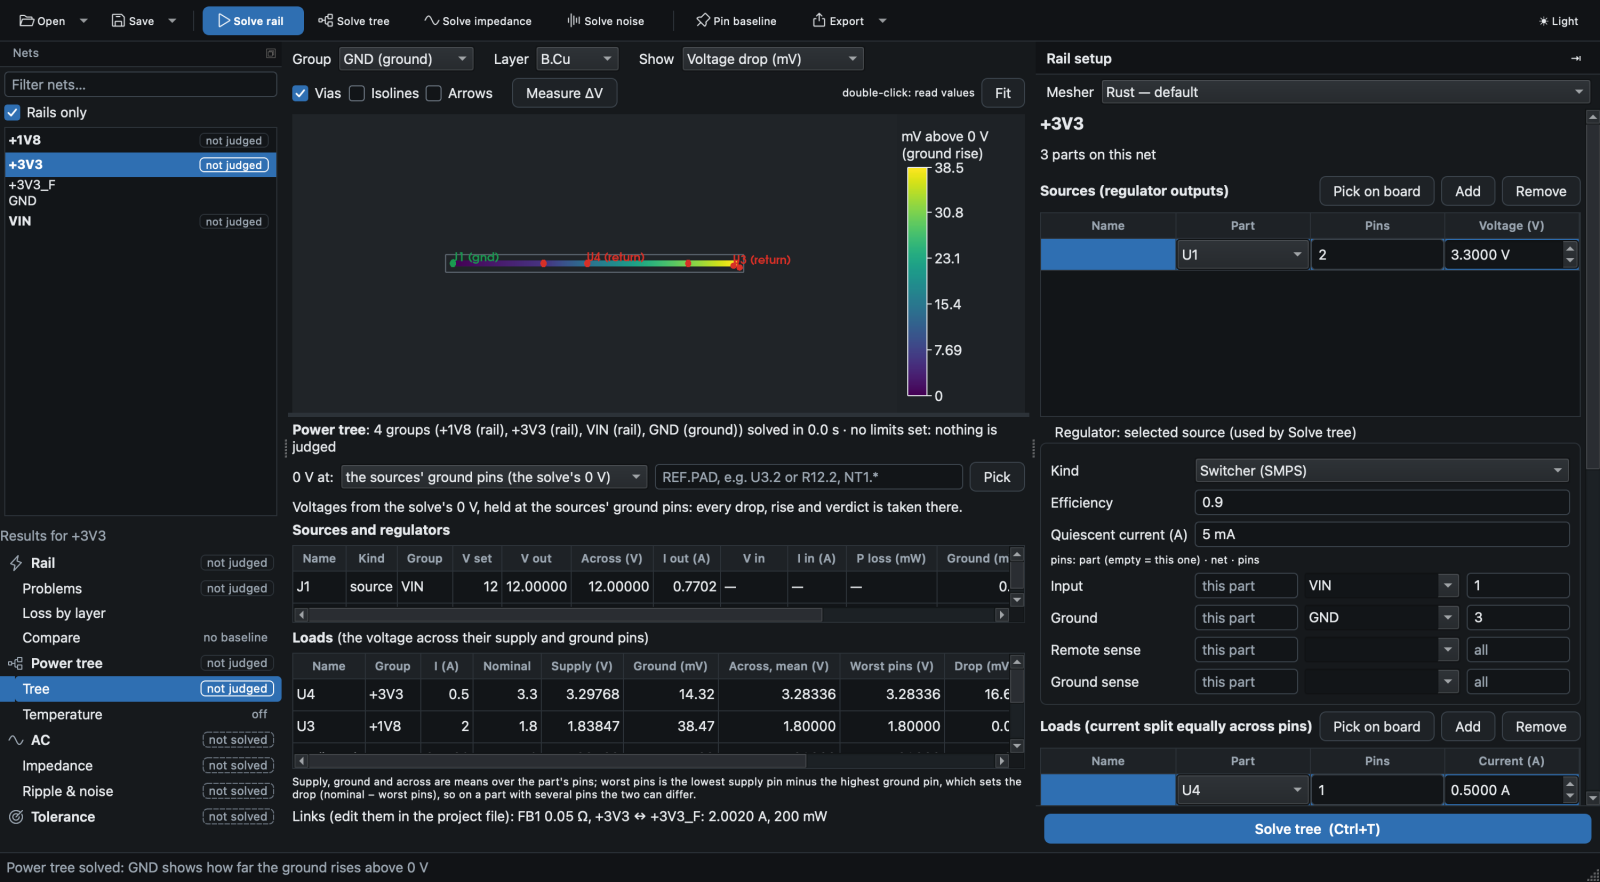 Open
Save
Solve rail
Solve tree
Solve impedance
Solve noise
Pin baseline
Export
Light
Nets
Filter nets...
Rails only
+1V8 not judged
+3V3 not judged
+3V3_F
GND
VIN not judged
Results for +3V3
Rail not judged
Problems not judged
Loss by layer
Compare no baseline
Power tree not judged
Tree not judged
Temperature off
AC not solved
Impedance not solved
Ripple & noise not solved
Tolerance not solved
Group GND (ground) Layer B.Cu Show Voltage drop (mV)
Vias Isolines Arrows Measure ΔV double-click: read values Fit
mV above 0 V
(ground rise)
38.5
30.8
23.1
15.4
7.69
0
J1 (gnd) U4 (return) U3 (return)
Power tree: 4 groups (+1V8 (rail), +3V3 (rail), VIN (rail), GND (ground)) solved in 0.0 s · no limits set: nothing is
judged
0 V at: the sources' ground pins (the solve's 0 V) REF.PAD, e.g. U3.2 or R12.2, NT1.* Pick
Voltages from the solve's 0 V, held at the sources' ground pins: every drop, rise and verdict is taken there.
Sources and regulators
Name Kind Group V set V out Across (V) I out (A) V in I in (A) P loss (mW) Ground (m
J1 source VIN 12 12.00000 12.00000 0.7702 — — — 0.
Loads (the voltage across their supply and ground pins)
Name Group I (A) Nominal Supply (V) Ground (mV) Across, mean (V) Worst pins (V) Drop (mV
U4 +3V3 0.5 3.3 3.29768 14.32 3.28336 3.28336 16.6
U3 +1V8 2 1.8 1.83847 38.47 1.80000 1.80000 0.0
Supply, ground and across are means over the part's pins; worst pins is the lowest supply pin minus the highest ground pin, which sets the
drop (nominal – worst pins), so on a part with several pins the two can differ.
Links (edit them in the project file): FB1 0.05 Ω, +3V3 ↔ +3V3_F: 2.0020 A, 200 mW
Rail setup
Mesher Rust — default
+3V3
3 parts on this net
Sources (regulator outputs) Pick on board Add Remove
Name Part Pins Voltage (V)
U1 2 3.3000 V
Regulator: selected source (used by Solve tree)
Kind Switcher (SMPS)
Efficiency 0.9
Quiescent current (A) 5 mA
pins: part (empty = this one) · net · pins
Input this part VIN 1
Ground this part GND 3
Remote sense this part all
Ground sense this part all
Loads (current split equally across pins) Pick on board Add Remove
Name Part Pins Current (A)
U4 1 0.5000 A
Solve tree (Ctrl+T)
Power tree solved: GND shows how far the ground rises above 0 V